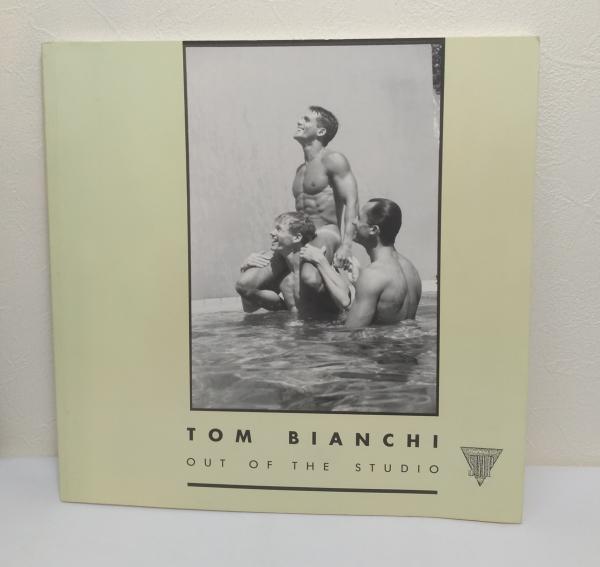 TOM BIANCHI
OUT OF THE STUDIO